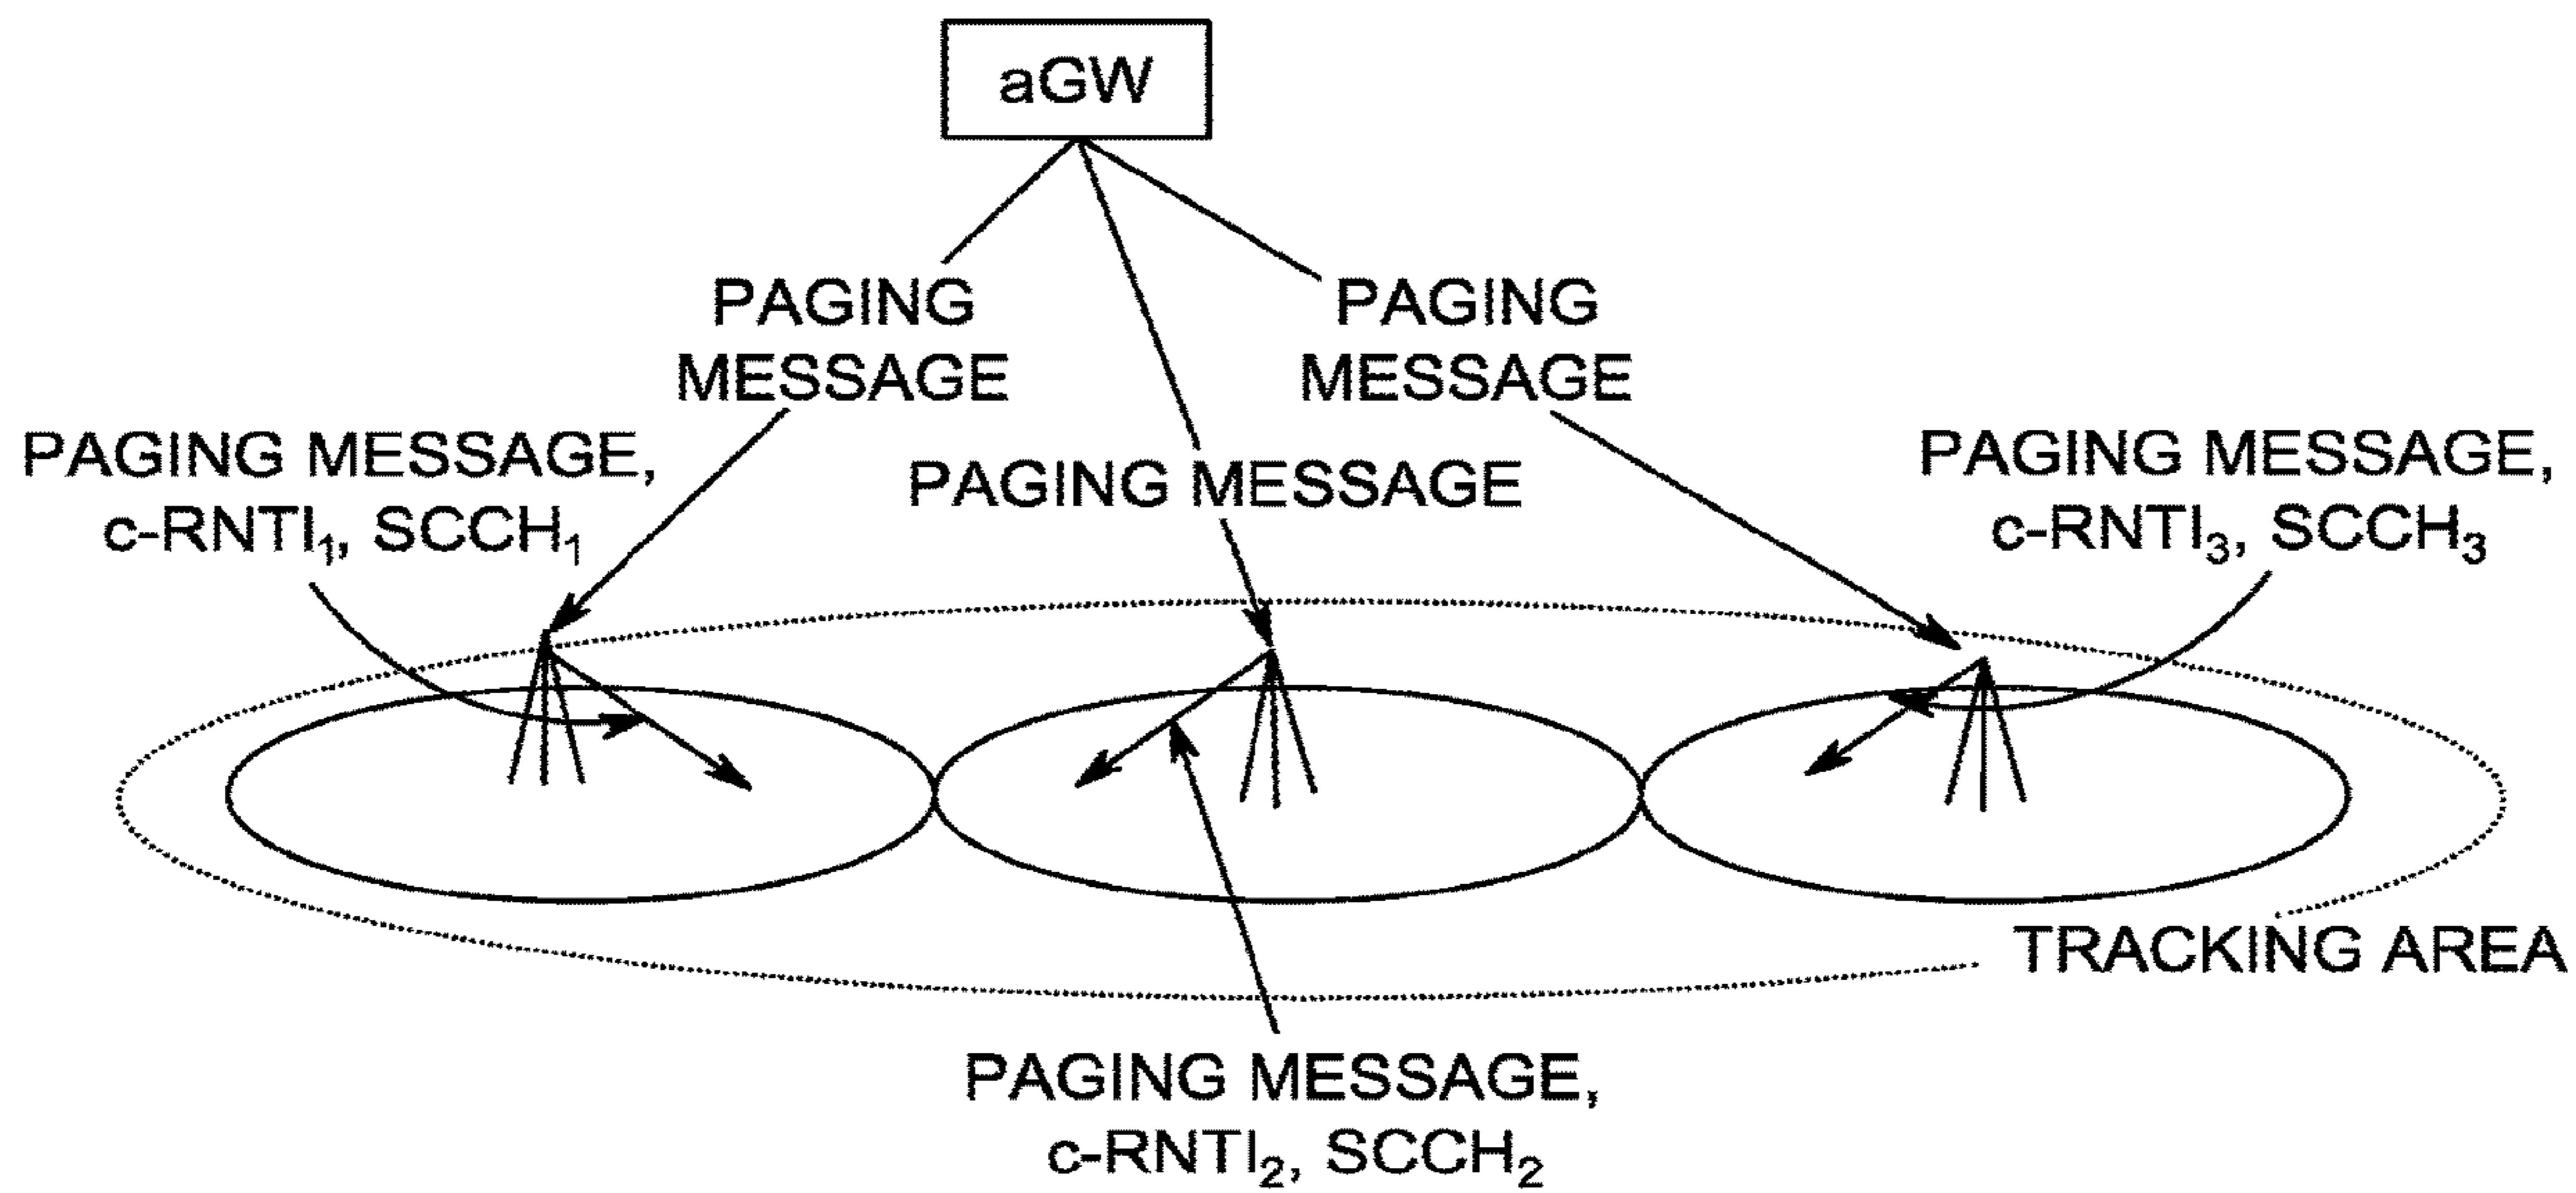 aGW
PAGING
MESSAGE
PAGING
MESSAGE
PAGING MESSAGE,
c-RNTI₁, SCCH₁
PAGING MESSAGE
PAGING MESSAGE,
c-RNTI₃, SCCH₃
TRACKING AREA
PAGING MESSAGE,
c-RNTI₂, SCCH₂